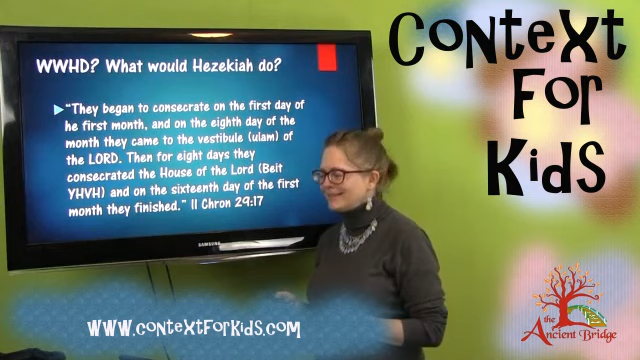 WWHD? What would Hezekiah do?
"They began to consecrate on the first day of
he first month, and on the eighth day of the
month they came to the vestibule (ulam) of
the LORD. Then for eight days they
consecrated the House of the Lord (Beit
YHVH) and on the sixteenth day of the first
month they finished." II Chron 29:17
SAMSUNG
Context
For
Kids
www.contextforkids.com
the
Ancient Bridge